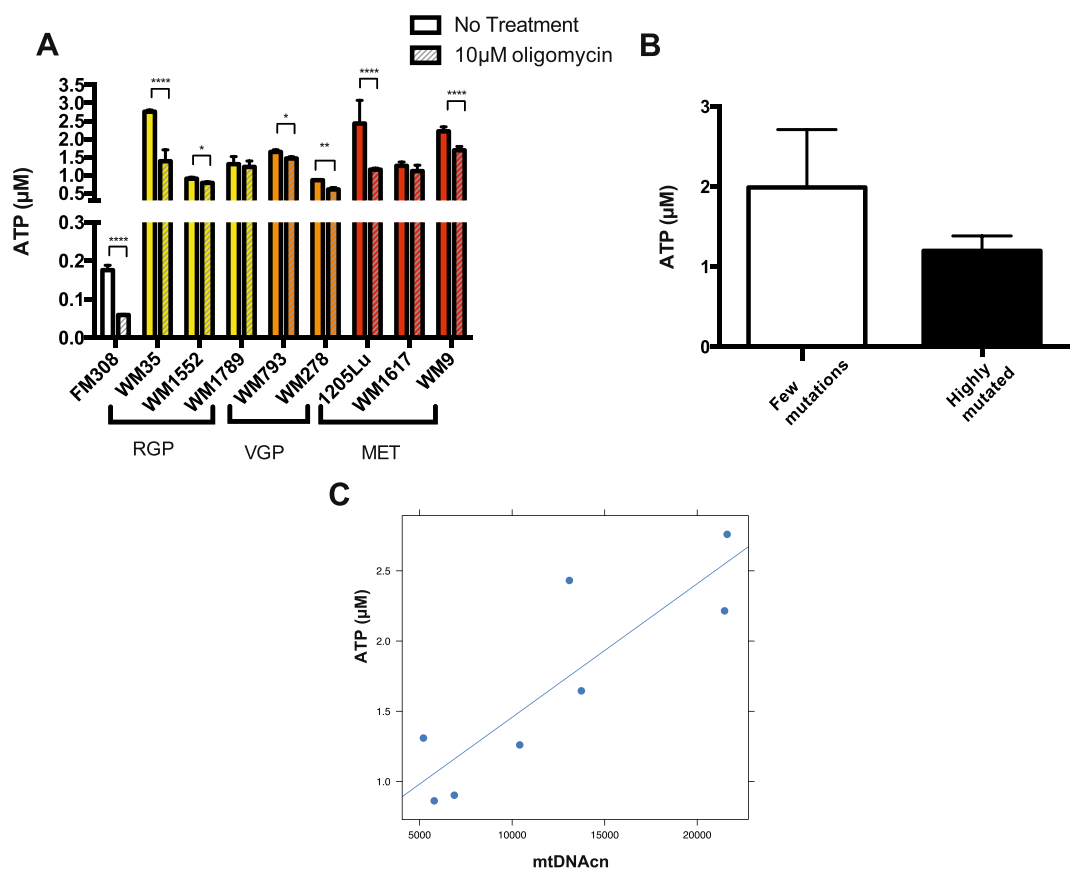 A
No Treatment
10µM oligomycin
B
ATP (µM)
3.5
3.0
2.5
2.0
1.5
1.0
0.5
0.3
0.2
0.1
0.0
****
****
*
*
**
****
****
FM308
WM35
WM1552
WM1789
WM793
WM278
1205Lu
WM1617
WM9
RGP
VGP
MET
ATP (µM)
3
2
1
0
Few
mutations
Highly
mutated
C
ATP (µM)
2.5
2.0
1.5
1.0
5000
10000
15000
20000
mtDNAcn